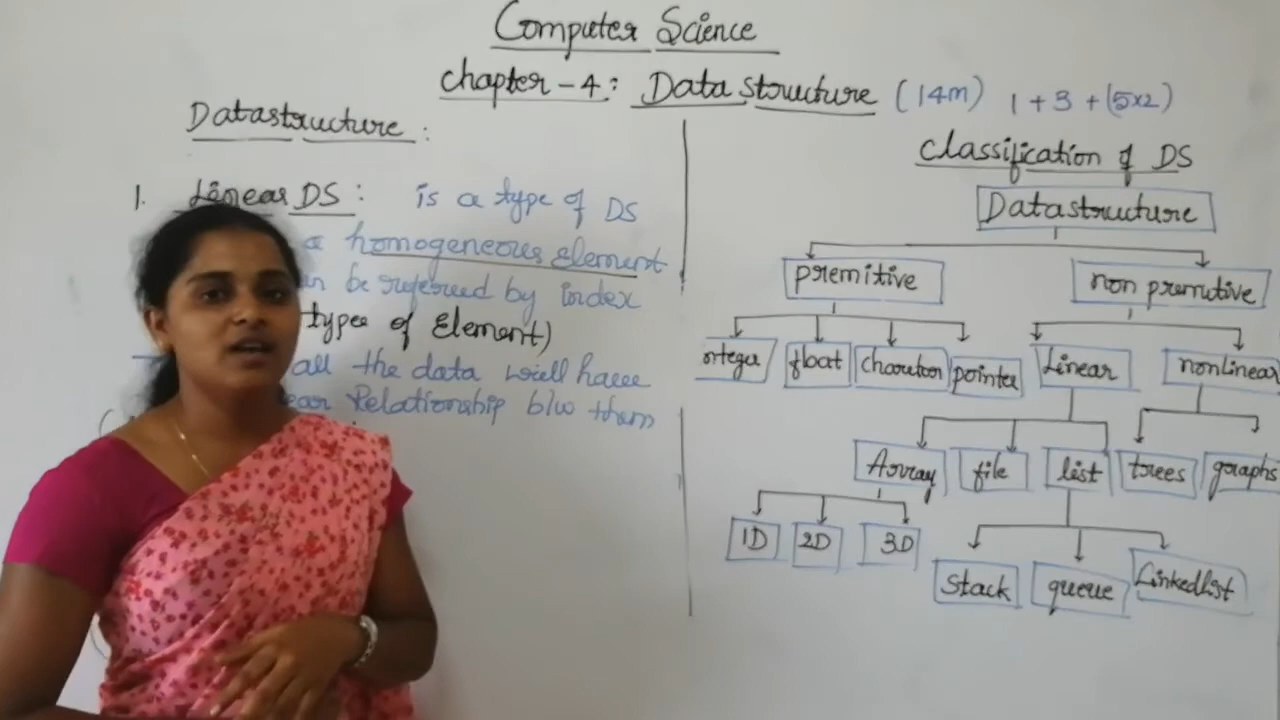 Computer Science
Chapter - 4 : Data structure (14m) 1 + 3 + (5x2)
Datastructure :
1. Linear DS : is a type of DS
a homogeneous element
be referred by index
types of Element)
all the data will have
Relationship b/w them
Classification of DS
Datastructure
premitive
non premitive
float
pointer
Linear
nonlinear
Array
file
list
trees
graphs
1D
2D
3D
Stack
queue
Linkedlist